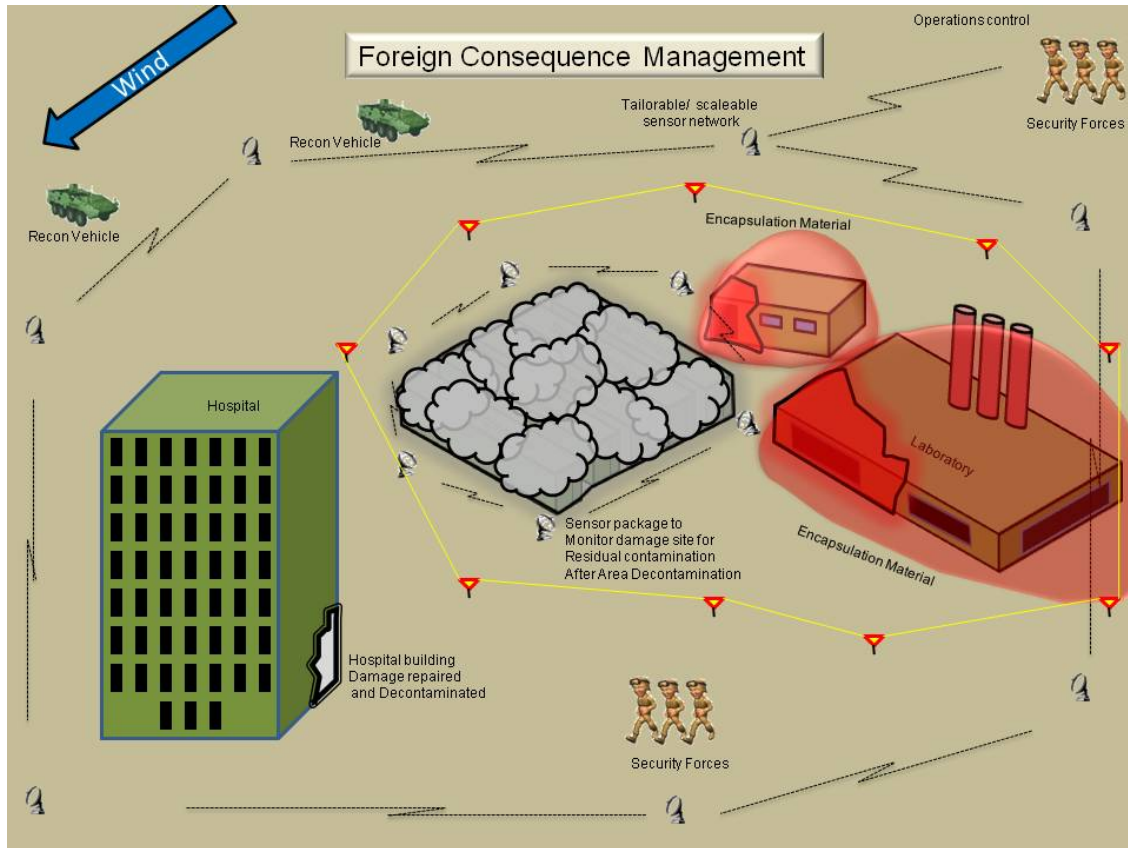 Operations control
Wind
Foreign Consequence Management
Tailorable/ scaleable
sensor network
Security Forces
Recon Vehicle
Recon Vehicle
Encapsulation Material
Hospital
Laboratory
Sensor package to
Monitor damage site for
Residual contamination
After Area Decontamination
Encapsulation Material
Hospital building
Damage repaired
and Decontaminated
Security Forces